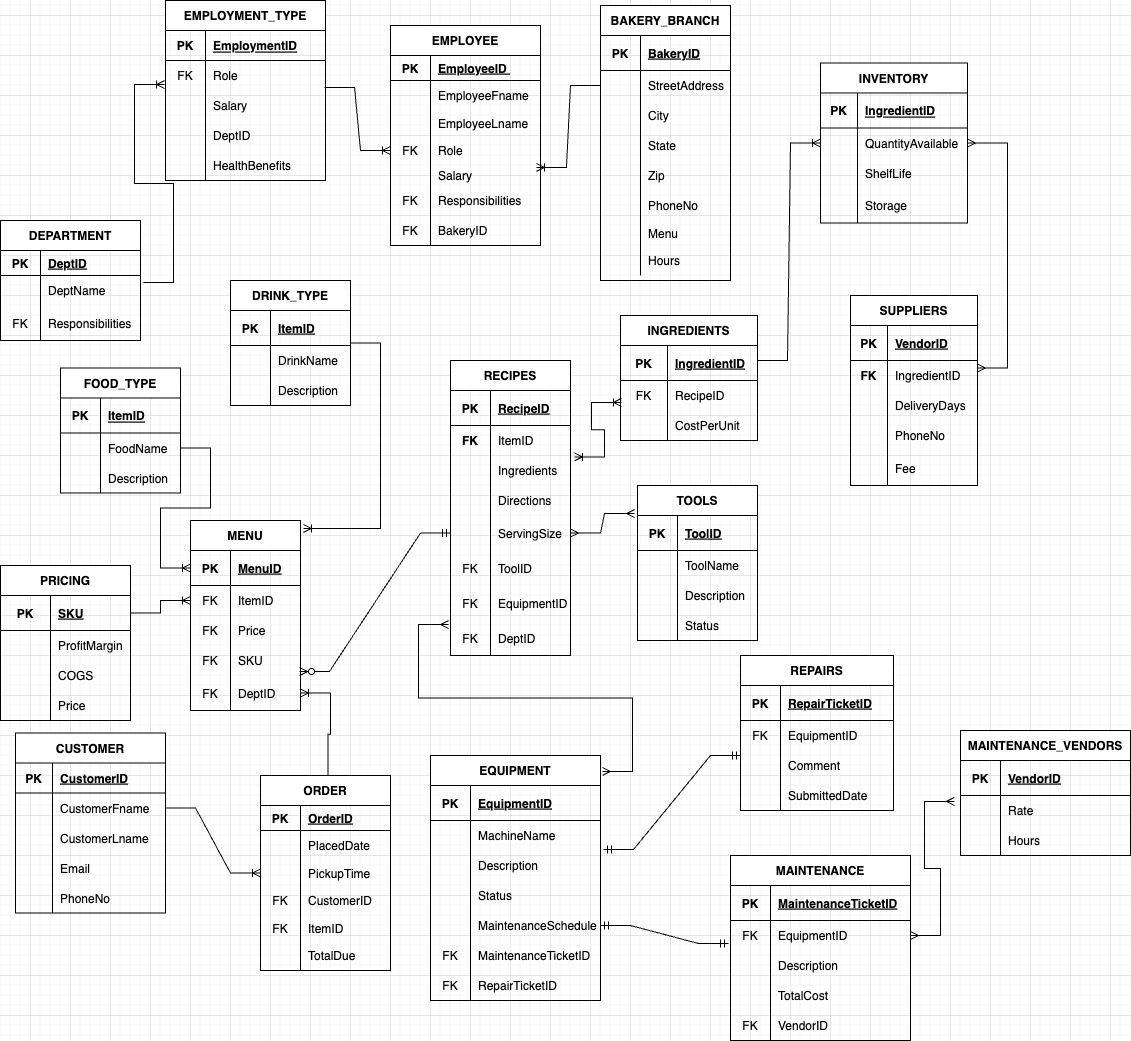 EMPLOYMENT_TYPE
PK EmploymentID
FK Role
Salary
DeptID
HealthBenefits
EMPLOYEE
PK EmployeeID
EmployeeFname
EmployeeLname
FK Role
Salary
FK Responsibilities
FK BakeryID
BAKERY_BRANCH
PK BakeryID
StreetAddress
City
State
Zip
PhoneNo
Menu
Hours
INVENTORY
PK IngredientID
QuantityAvailable
ShelfLife
Storage
DEPARTMENT
PK DeptID
DeptName
FK Responsibilities
DRINK_TYPE
PK ItemID
DrinkName
Description
FOOD_TYPE
PK ItemID
FoodName
Description
RECIPES
PK RecipeID
FK ItemID
Ingredients
Directions
ServingSize
FK ToolID
FK EquipmentID
FK DeptID
INGREDIENTS
PK IngredientID
FK RecipeID
CostPerUnit
SUPPLIERS
PK VendorID
FK IngredientID
DeliveryDays
PhoneNo
Fee
TOOLS
PK ToolID
ToolName
Description
Status
MENU
PK MenuID
FK ItemID
FK Price
FK SKU
FK DeptID
PRICING
PK SKU
ProfitMargin
COGS
Price
CUSTOMER
PK CustomerID
CustomerFname
CustomerLname
Email
PhoneNo
ORDER
PK OrderID
PlacedDate
PickupTime
FK CustomerID
FK ItemID
TotalDue
EQUIPMENT
PK EquipmentID
MachineName
Description
Status
MaintenanceSchedule
FK MaintenanceTicketID
FK RepairTicketID
REPAIRS
PK RepairTicketID
FK EquipmentID
Comment
SubmittedDate
MAINTENANCE
PK MaintenanceTicketID
FK EquipmentID
Description
TotalCost
FK VendorID
MAINTENANCE_VENDORS
PK VendorID
Rate
Hours